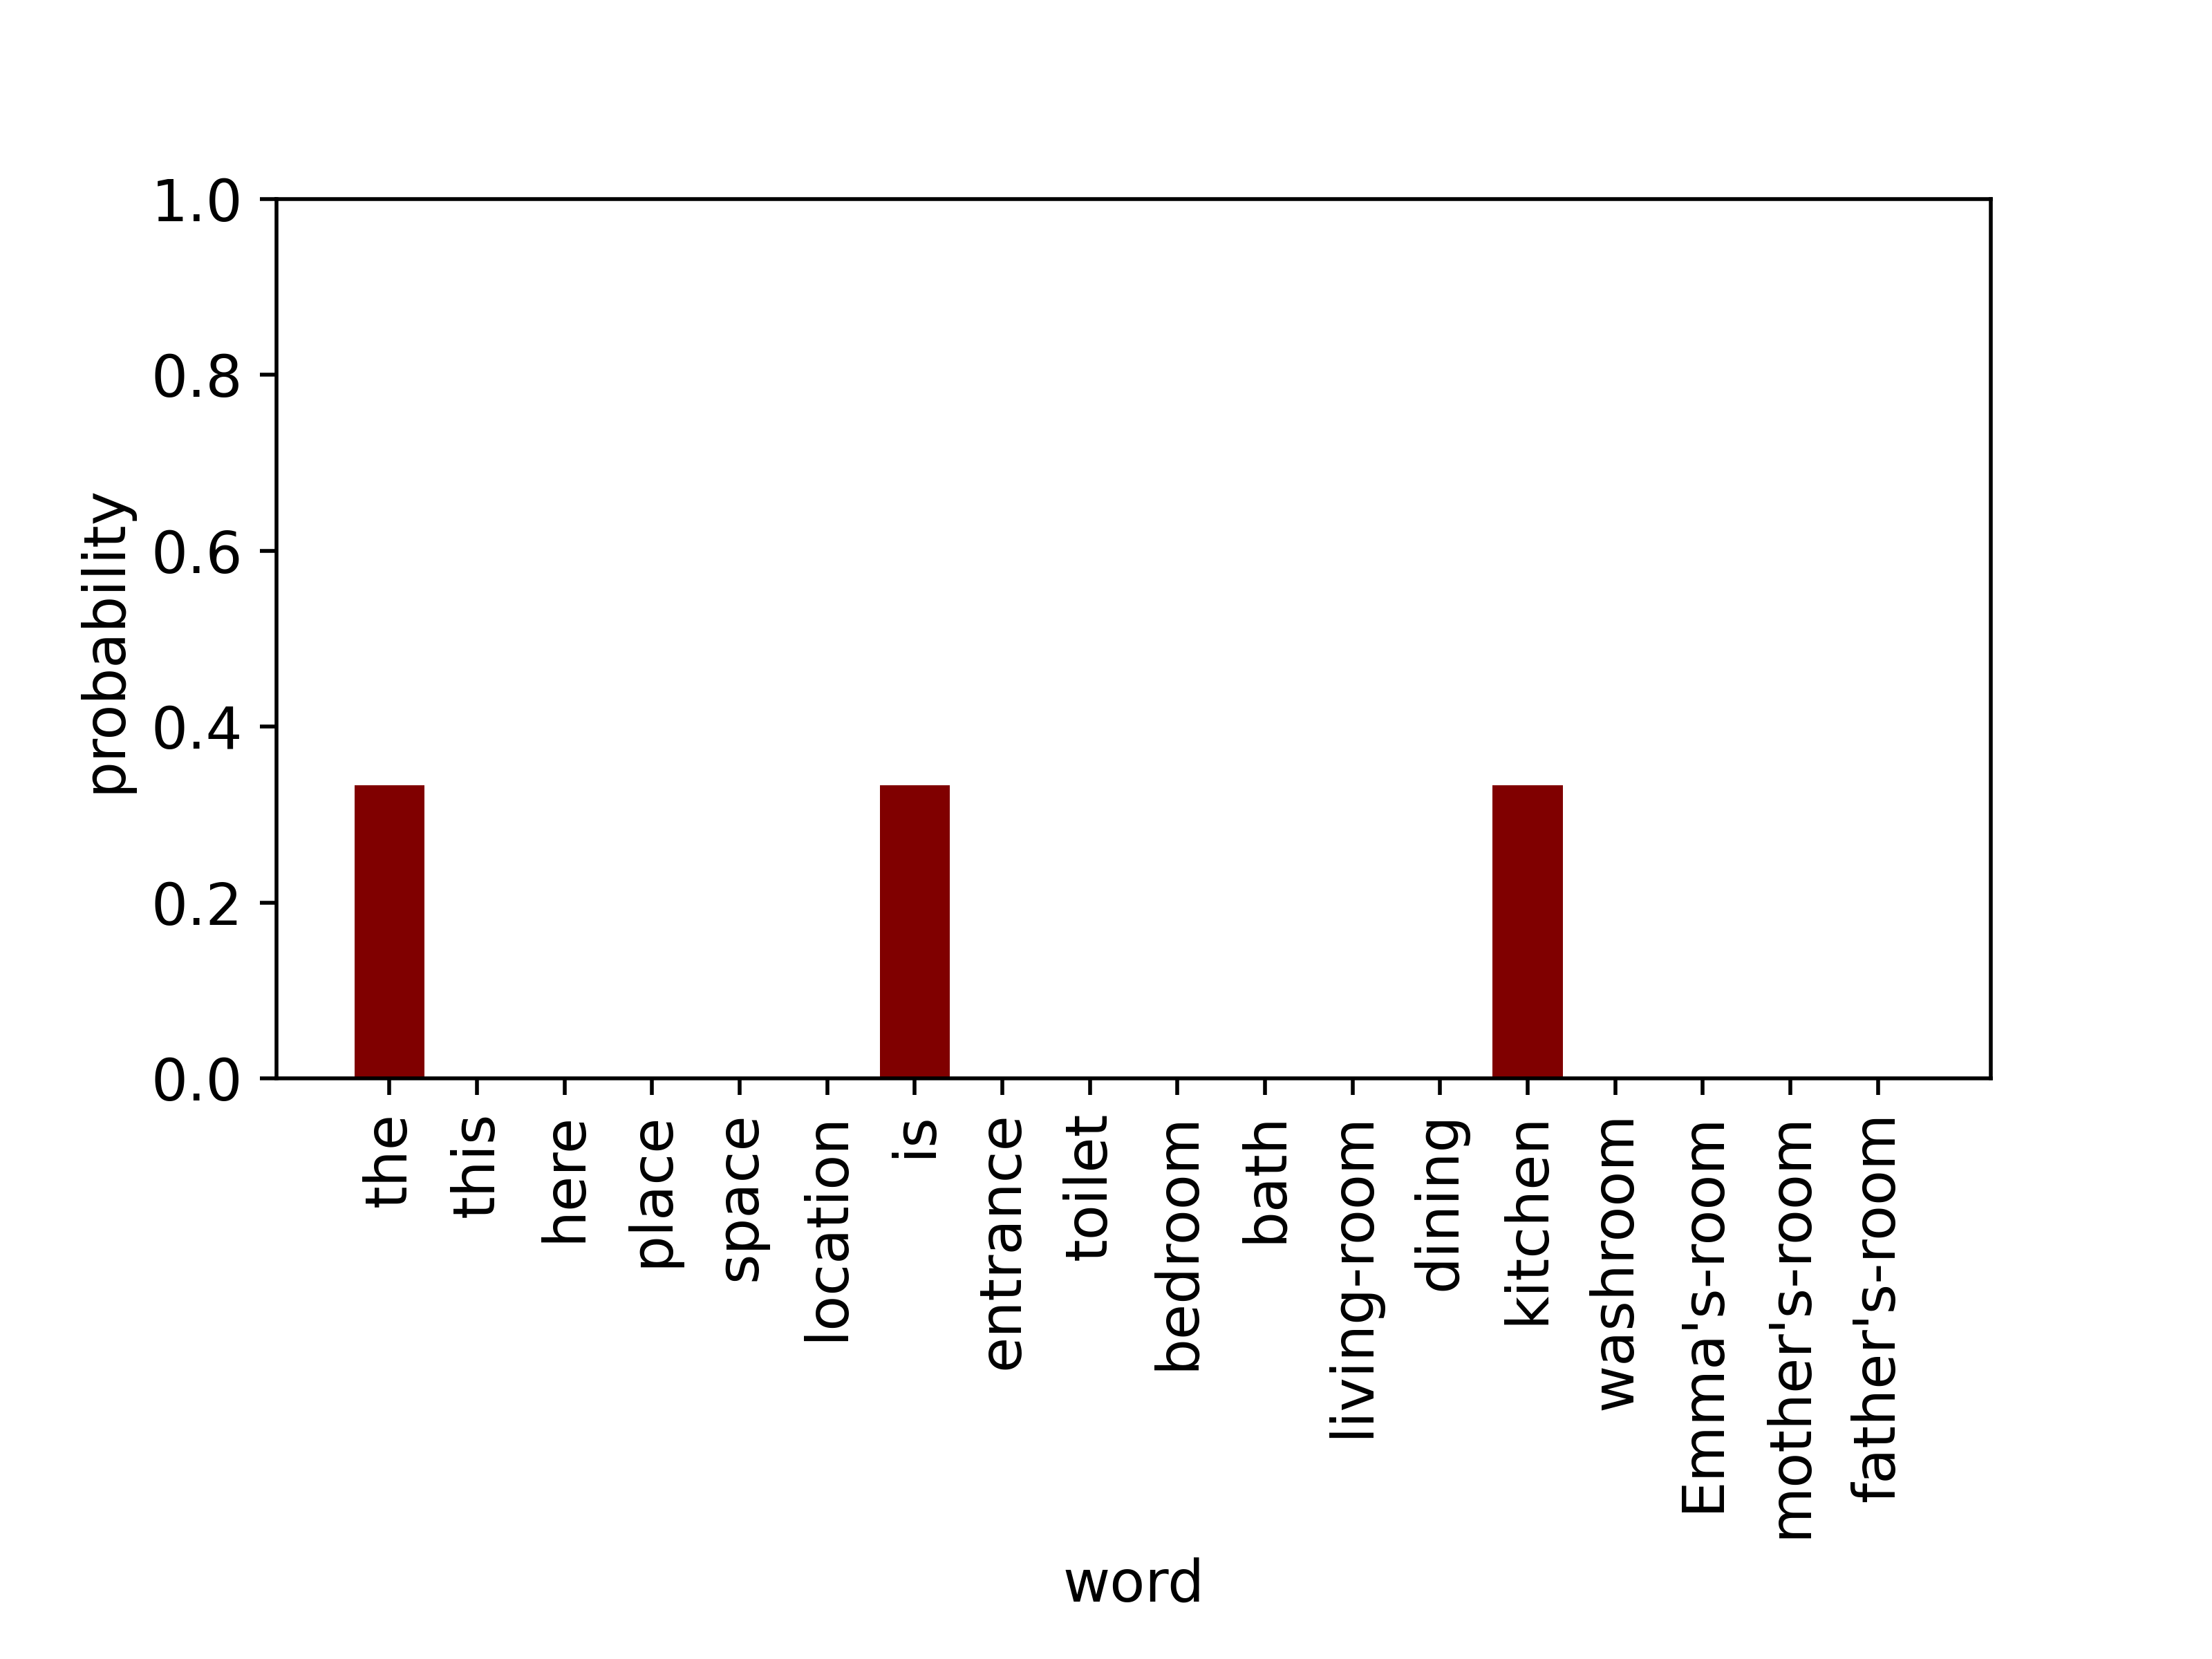 1.0
0.8
0.6
0.4
0.2
0.0
probability
the
this
here
place
space
location
is
entrance
toilet
bedroom
bath
living-room
dining
kitchen
washroom
Emma's-room
mother's-room
father's-room
word